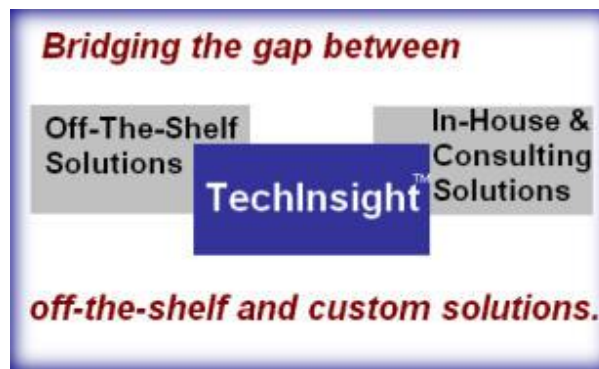 Bridging the gap between
Off-The-Shelf
Solutions
In-House &
Consulting
Solutions
TechInsight™
off-the-shelf and custom solutions.